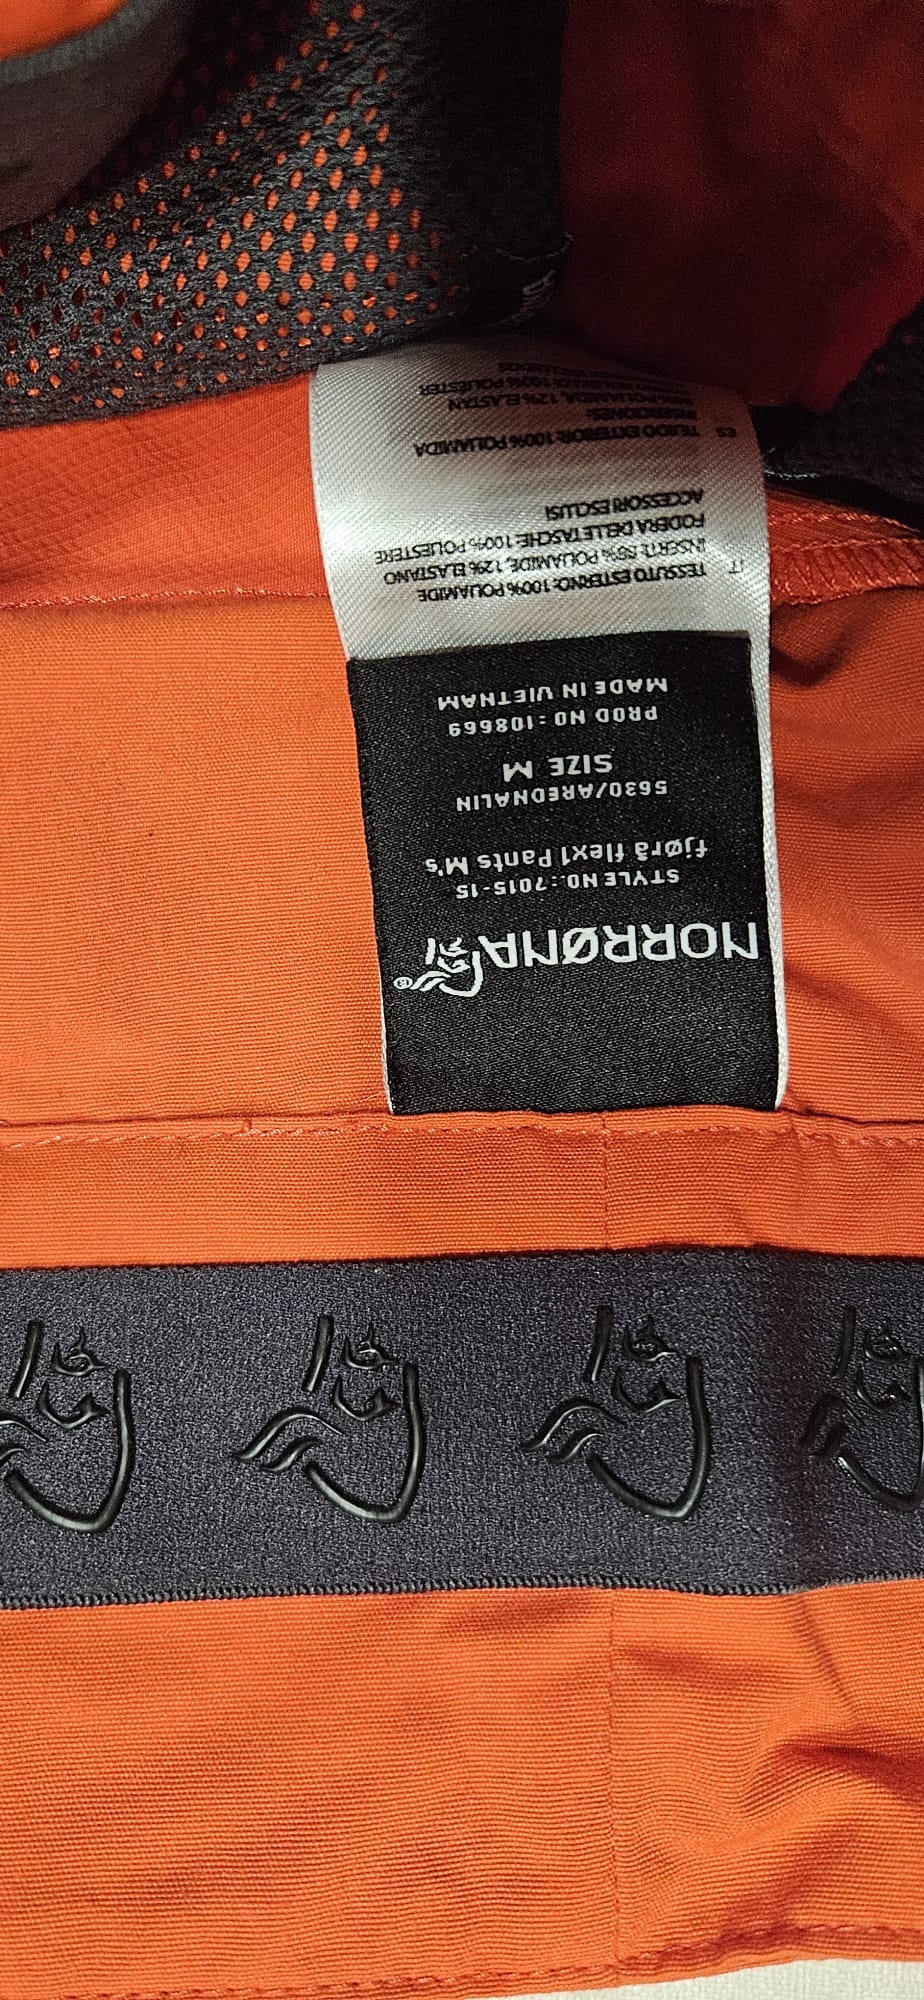 NORRØNA®
STYLE NO.:7015-15
fjørå flex1 Pants M's
5630/AREDNALIN
SIZE M
PROD NO:108669
MADE IN VIETNAM
IT TESSUTO ESTERNO: 100% POLIAMIDE
INSERTE 88% POLIAMIDE, 12% ELASTANO
FODERA DELLE TASCHE: 100% POLIESTERE
ACCESSORI ESCLUSI
ES TEJIDO EXTERIOR: 100% POLIAMIDA
INSERCIONES:
POLIAMIDA, 12% ELASTAN
100% POLIESTER